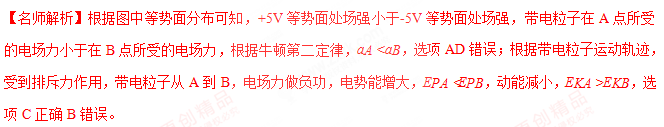 【名师解析】根据图中等势面分布可知，+5V 等势面处场强小于-5V 等势面处场强，带电粒子在 A 点所受
的电场力小于在 B 点所受的电场力，根据牛顿第二定律，aA <aB，选项 AD 错误；根据带电粒子运动轨迹，
受到排斥力作用，带电粒子从 A 到 B，电场力做负功，电势能增大，EPA <EPB，动能减小，EKA >EKB，选
项 C 正确 B 错误。